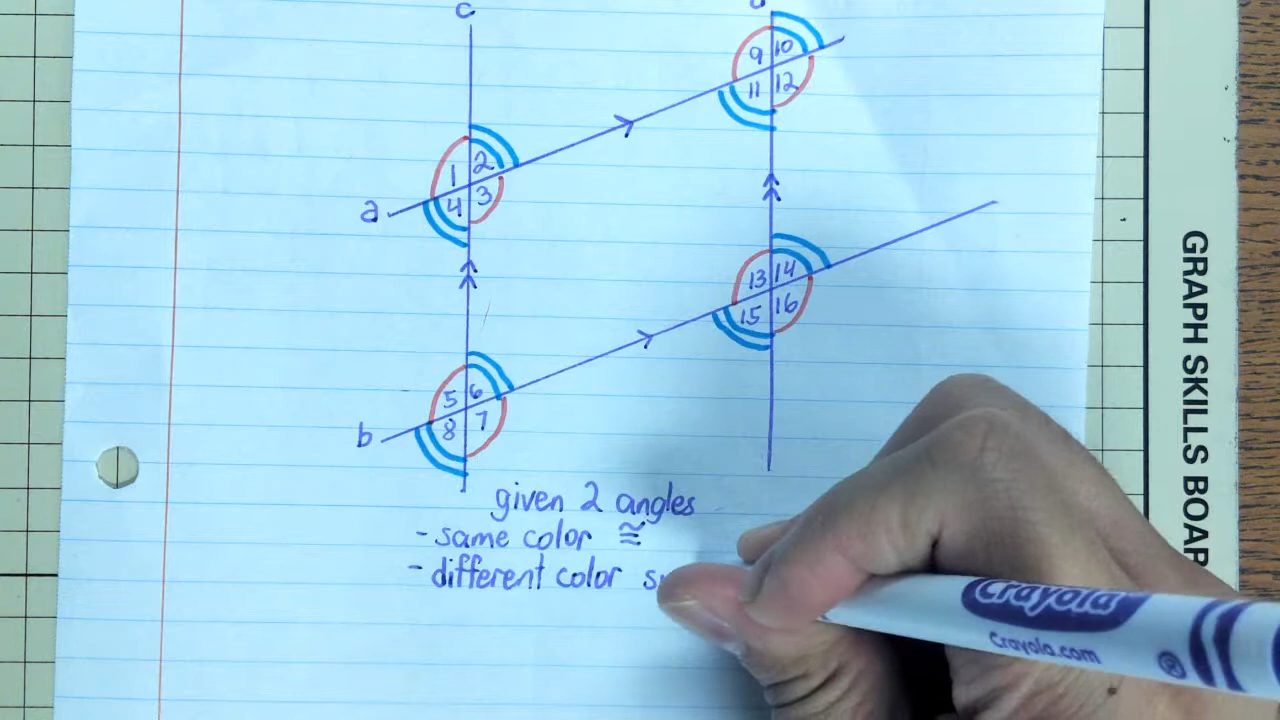 c
9 10
11 12
1 2
4 3
a
13 14
15 16
5 6
8 7
b
given 2 angles
- same color ≅
- different color
GRAPH SKILLS BOAR
Crayola
Crayola.com ®